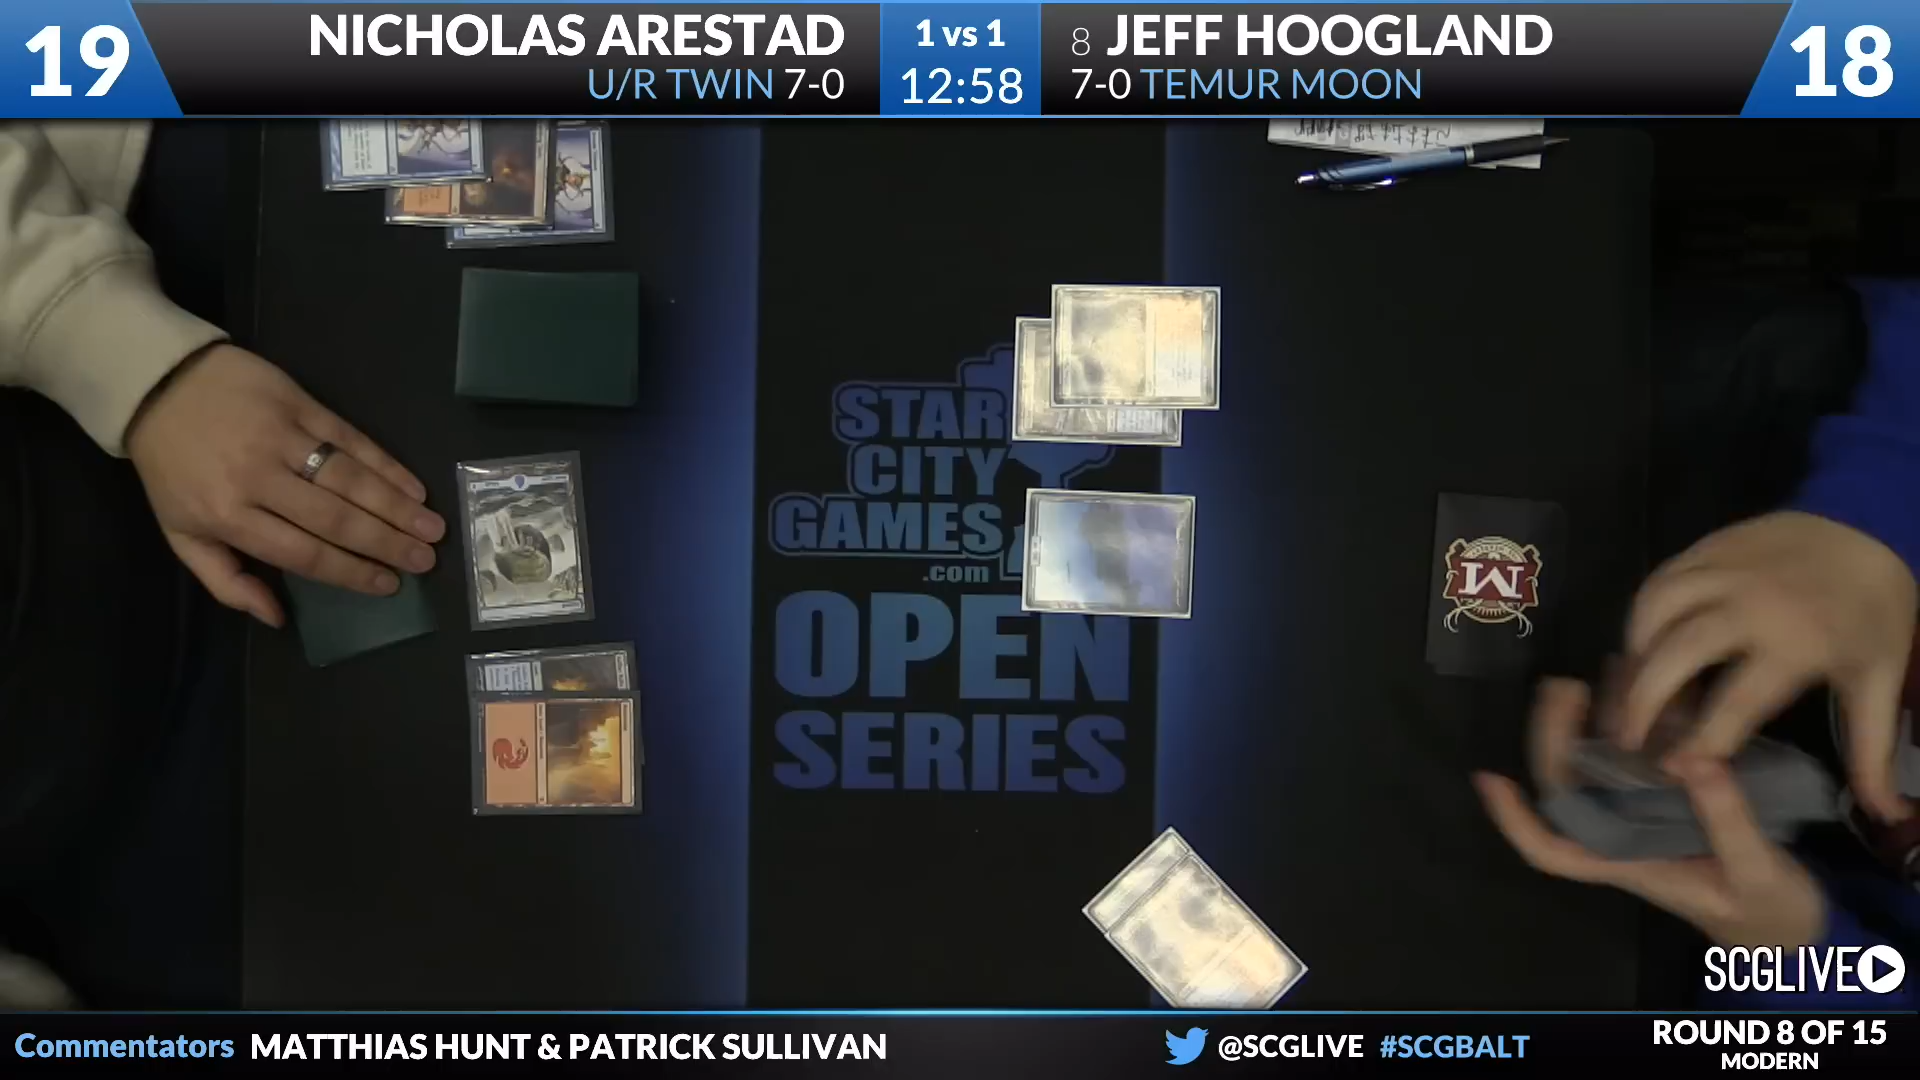 19
NICHOLAS ARESTAD
U/R TWIN 7-0
1 vs 1
12:58
8 JEFF HOOGLAND
7-0 TEMUR MOON
18
STAR
CITY
GAMES
.com
OPEN
SERIES
M
SCGLIVE
Commentators MATTHIAS HUNT & PATRICK SULLIVAN
@SCGLIVE #SCGBALT
ROUND 8 OF 15
MODERN